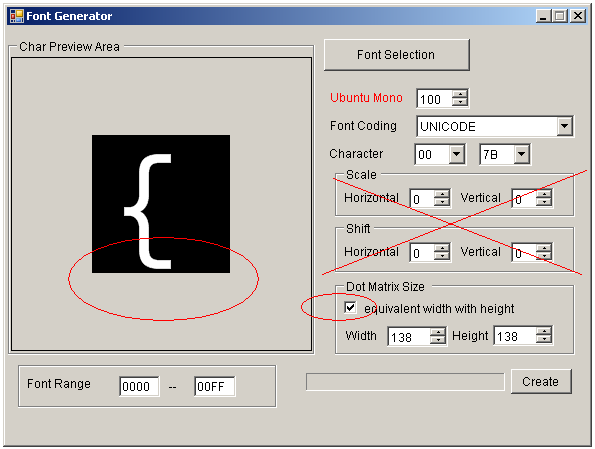 Font Generator
Char Preview Area
{
Font Selection
Ubuntu Mono 100
Font Coding UNICODE
Character 00 7B
Scale
Horizontal 0 Vertical 0
Shift
Horizontal 0 Vertical 0
Dot Matrix Size
equivalent width with height
Width 138 Height 138
Font Range 0000 -- 00FF
Create